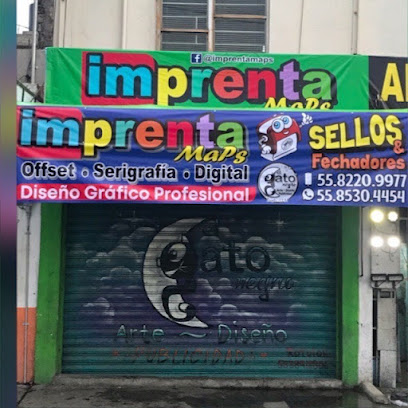 @imprentamaps
imprenta
MaPs
imprenta
MaPs
Offset · Serigrafía · Digital
Diseño Gráfico Profesional
SELLOS
&
Fechadores
gato
55.8220.9977
55.8530.4454
gato
negro
Arte ~ Diseño
PUBLICIDAD